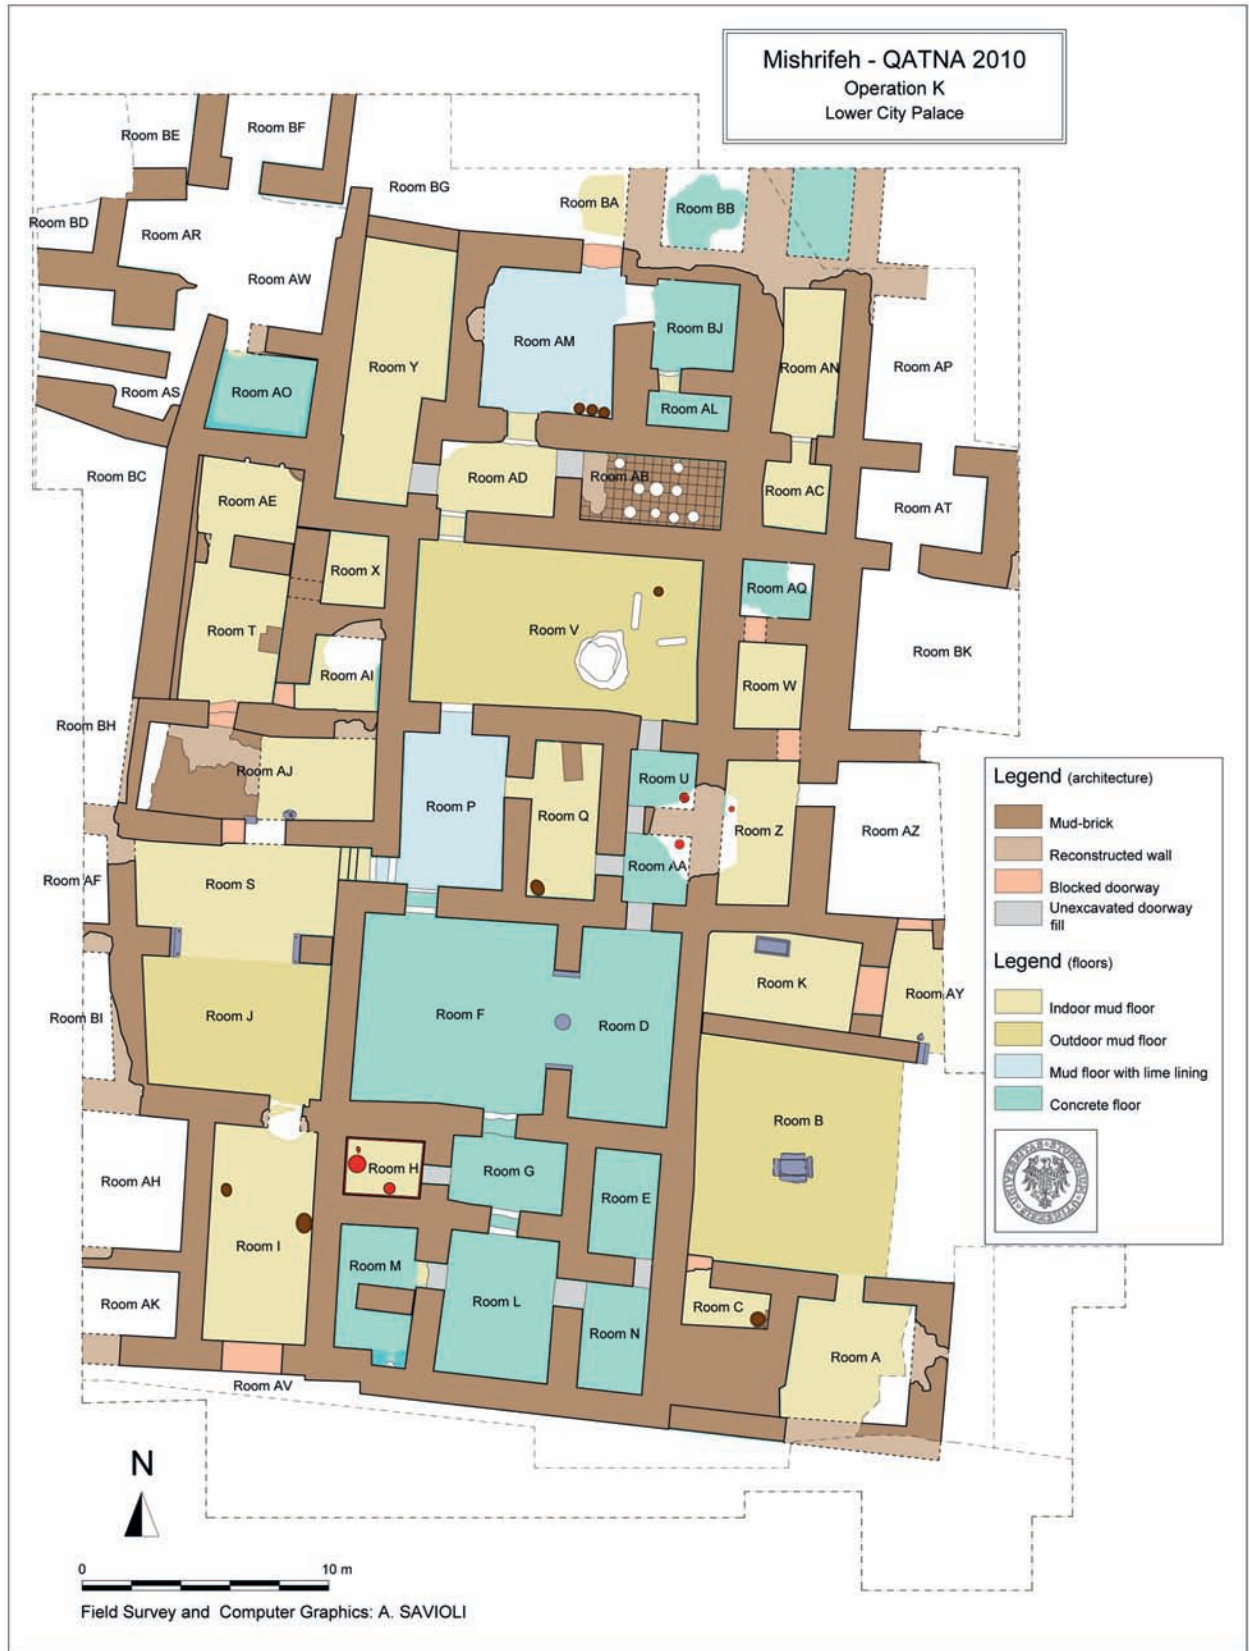 Mishrifeh - QATNA 2010
Operation K
Lower City Palace
Room BE
Room BF
Room BG
Room BA
Room BB
Room BD
Room AR
Room AW
Room AM
Room BJ
Room Y
Room AN
Room AP
Room AS
Room AO
Room AL
Room BC
Room AE
Room AD
Room AB
Room AC
Room AT
Room X
Room AQ
Room T
Room V
Room BK
Room AI
Room W
Room BH
Room AJ
Room U
Room P
Room Q
Room Z
Room AZ
Room AF
Room S
Room AA
Room K
Room AY
Room BI
Room J
Room F
Room D
Room B
Room AH
Room H
Room G
Room E
Room I
Room M
Room AK
Room L
Room N
Room C
Room A
Room AV
Legend (architecture)
Mud-brick
Reconstructed wall
Blocked doorway
Unexcavated doorway
fill
Legend (floors)
Indoor mud floor
Outdoor mud floor
Mud floor with lime lining
Concrete floor
N
0 10 m
Field Survey and Computer Graphics: A. SAVIOLI